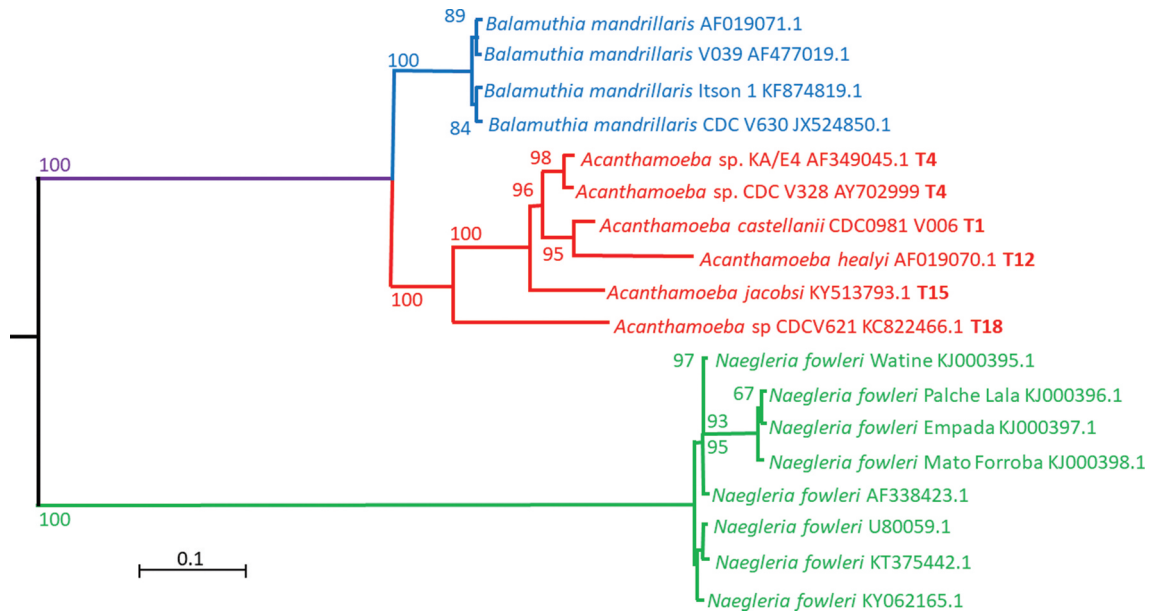 89
Balamuthia mandrillaris AF019071.1
Balamuthia mandrillaris V039 AF477019.1
100
Balamuthia mandrillaris Itson 1 KF874819.1
84
Balamuthia mandrillaris CDC V630 JX524850.1
100
98
Acanthamoeba sp. KA/E4 AF349045.1 T4
96
Acanthamoeba sp. CDC V328 AY702999 T4
Acanthamoeba castellanii CDC0981 V006 T1
100
95
Acanthamoeba healyi AF019070.1 T12
Acanthamoeba jacobsi KY513793.1 T15
100
Acanthamoeba sp CDCV621 KC822466.1 T18
97
Naegleria fowleri Watine KJ000395.1
67
Naegleria fowleri Palche Lala KJ000396.1
93
Naegleria fowleri Empada KJ000397.1
95
Naegleria fowleri Mato Forroba KJ000398.1
Naegleria fowleri AF338423.1
100
Naegleria fowleri U80059.1
Naegleria fowleri KT375442.1
0.1
Naegleria fowleri KY062165.1